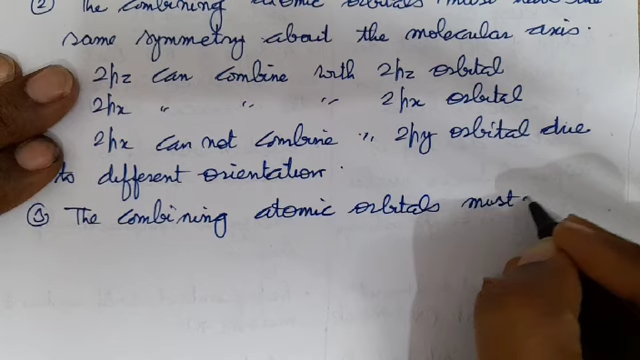 ② The combining atomic orbitals must have the
same symmetry about the molecular axis.
2pz can combine with 2pz orbital
2px " " " 2px orbital
2px can not combine " 2py orbital due
to different orientation.
③ The combining atomic orbitals must